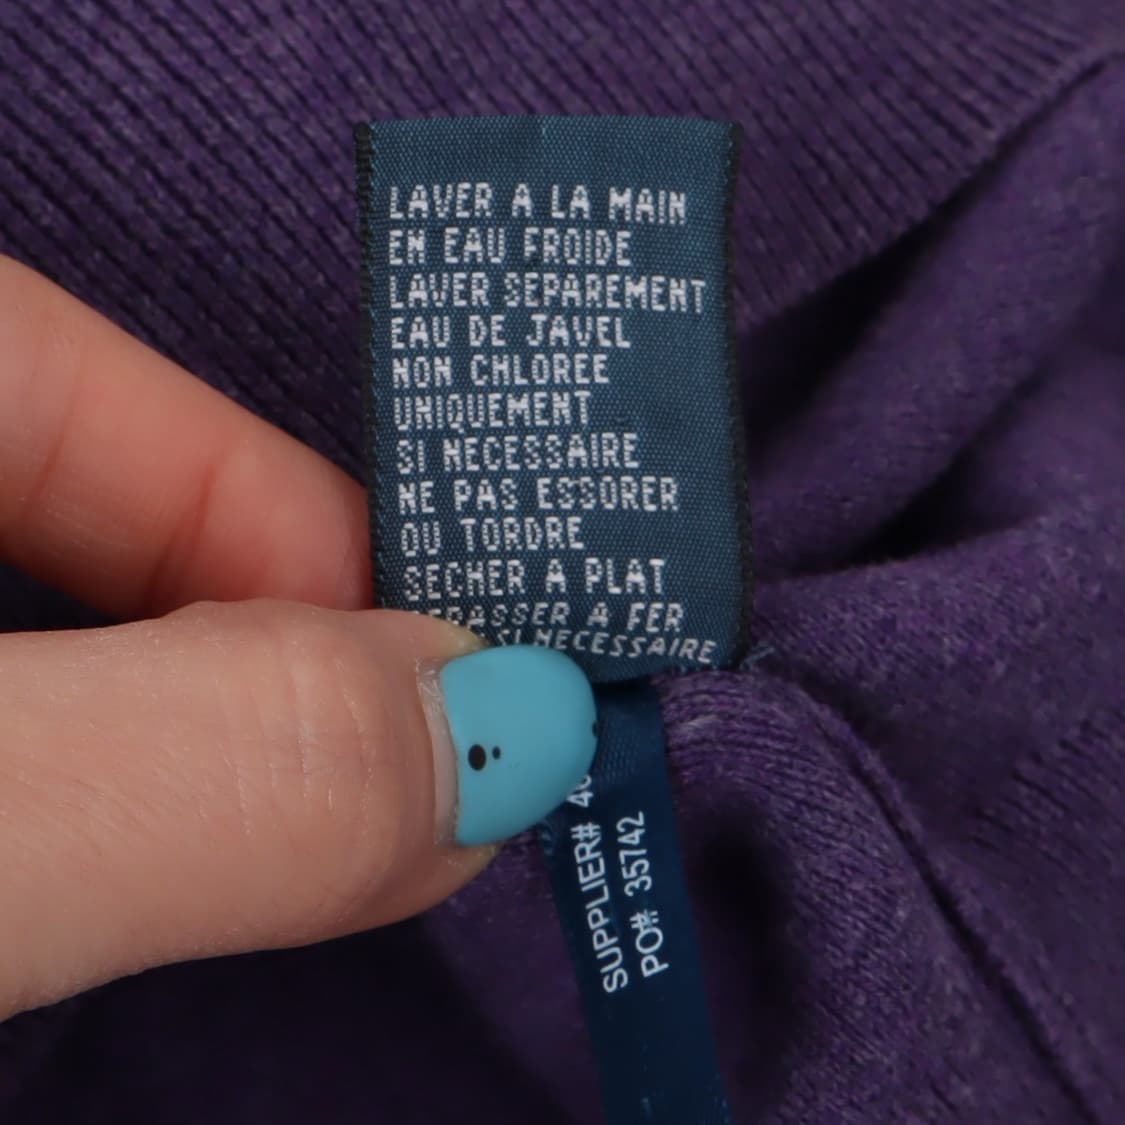 LAVER A LA MAIN
EN EAU FROIDE
LAVER SEPAREMENT
EAU DE JAVEL
NON CHLOREE
UNIQUEMENT
SI NECESSAIRE
NE PAS ESSORER
OU TORDRE
SECHER A PLAT
A FER
SI NECESSAIRE
SUPPLIER#
PO# 35742